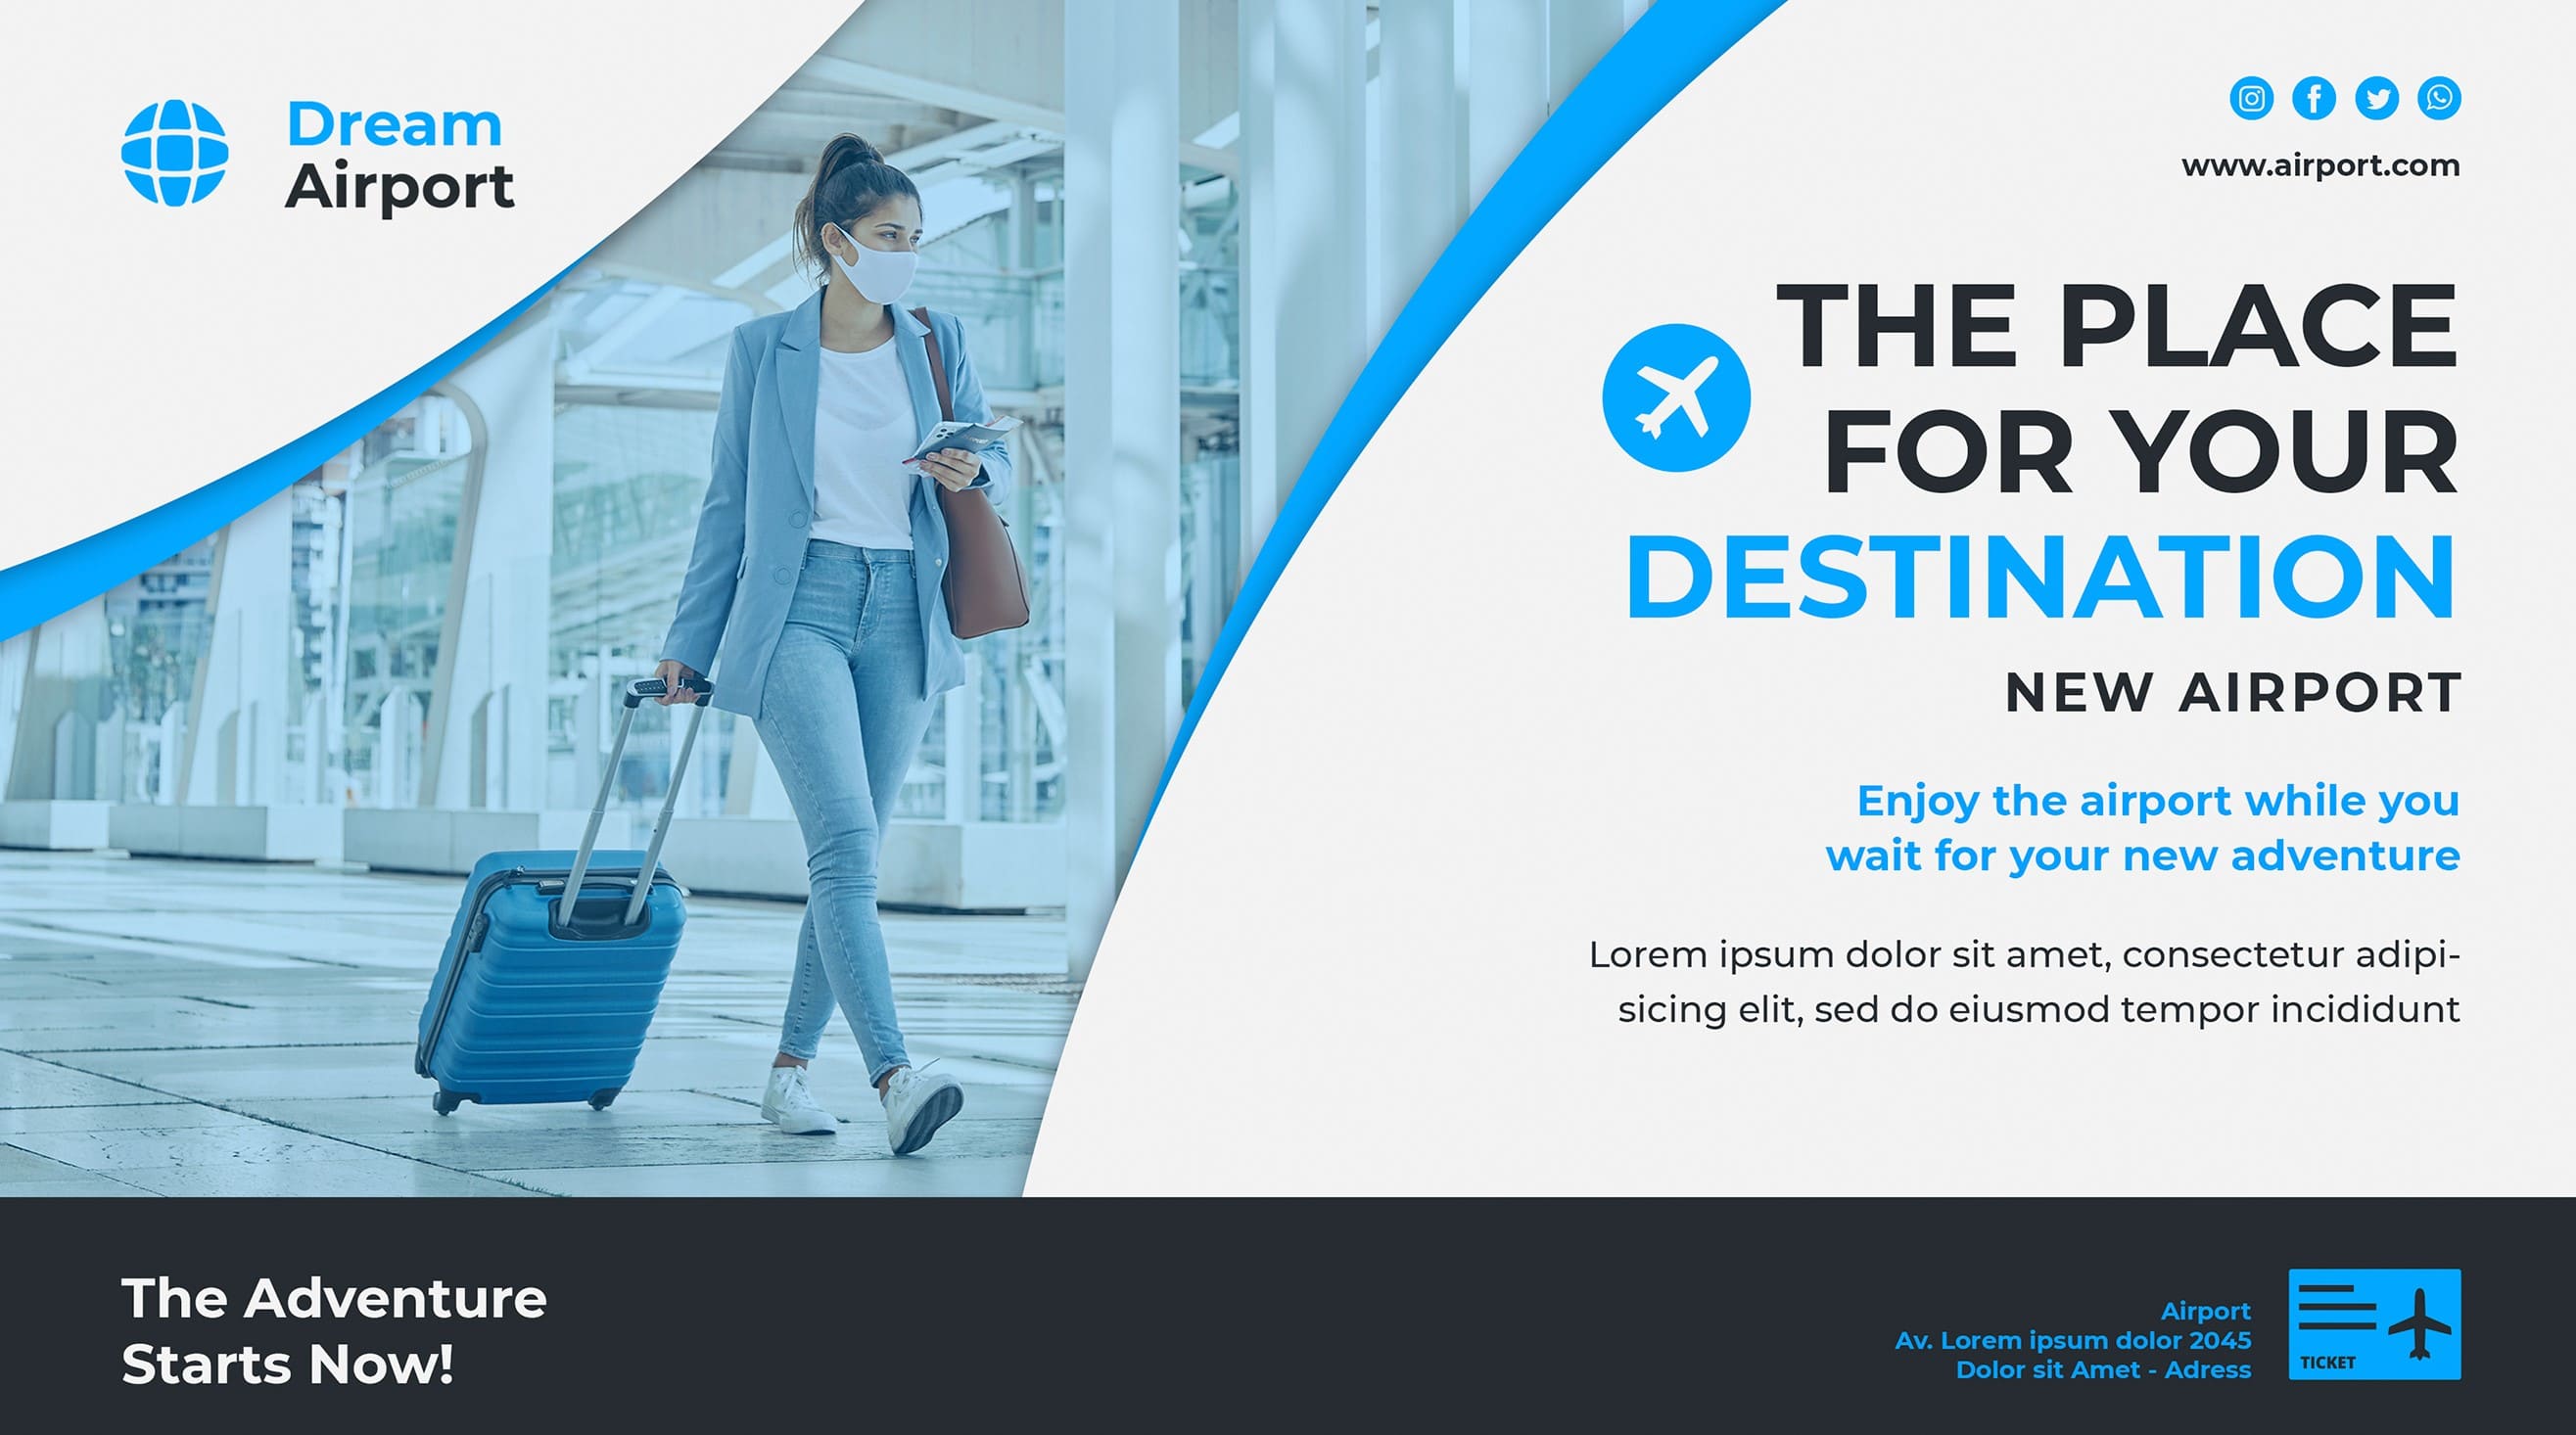 Dream
Airport
www.airport.com
THE PLACE
FOR YOUR
DESTINATION
NEW AIRPORT
Enjoy the airport while you
wait for your new adventure
Lorem ipsum dolor sit amet, consectetur adipi-
sicing elit, sed do eiusmod tempor incididunt
The Adventure
Starts Now!
Airport
Av. Lorem ipsum dolor 2045
Dolor sit Amet - Adress
TICKET